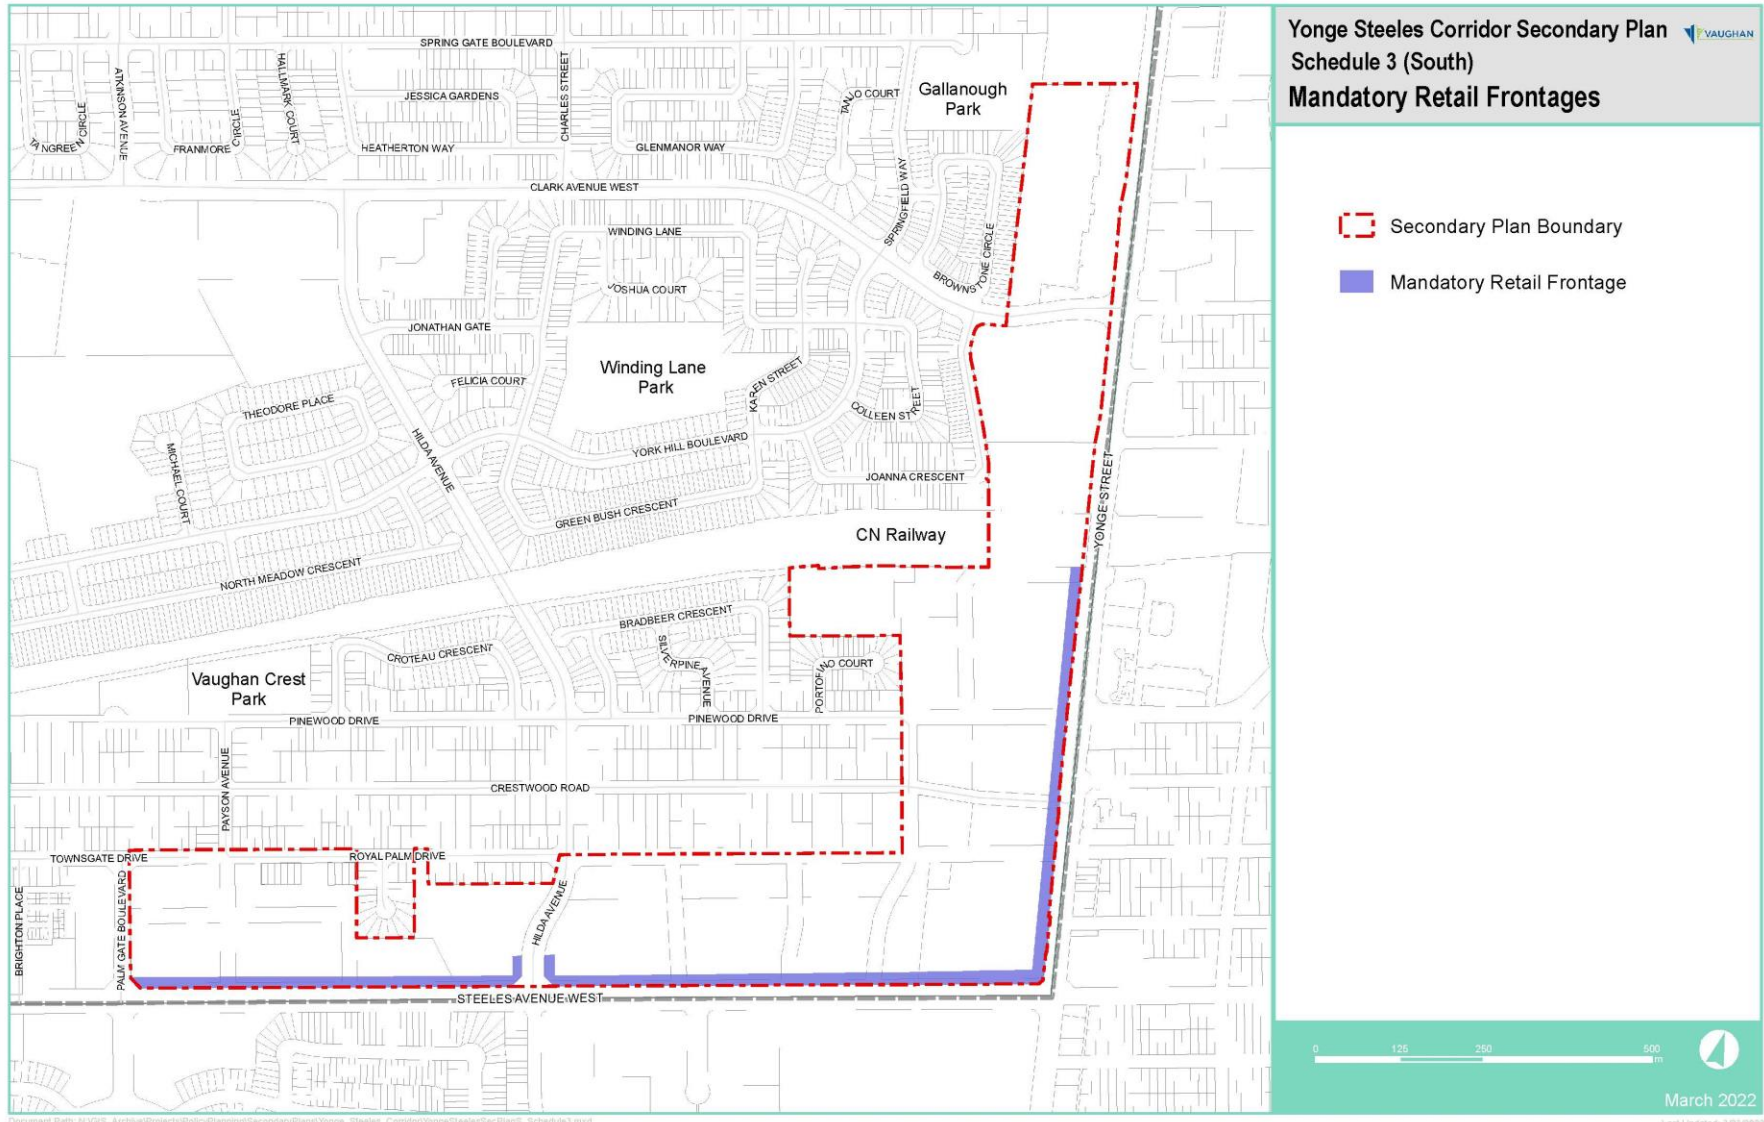 Yonge Steeles Corridor Secondary Plan
VAUGHAN
Schedule 3 (South)
Mandatory Retail Frontages
Secondary Plan Boundary
Mandatory Retail Frontage
SPRING GATE BOULEVARD
ATKINSON AVENUE
HALLMARK COURT
CHARLES STREET
JESSICA GARDENS
TANJO COURT
Gallanough
Park
TANGREEN CIRCLE
FRANMORE CIRCLE
HEATHERTON WAY
GLENMANOR WAY
CLARK AVENUE WEST
SPRINGFIELD WAY
WINDING LANE
BROWNSTONE CIRCLE
JOSHUA COURT
JONATHAN GATE
Winding Lane
Park
FELICIA COURT
KAREN STREET
THEODORE PLACE
COLLEEN STREET
HILDA AVENUE
YORK HILL BOULEVARD
MICHAEL COURT
JOANNA CRESCENT
YONGE STREET
GREEN BUSH CRESCENT
CN Railway
NORTH MEADOW CRESCENT
BRADBEER CRESCENT
CROTEAU CRESCENT
SILVERPINE AVENUE
PORTOFINO COURT
Vaughan Crest
Park
PINEWOOD DRIVE
PINEWOOD DRIVE
PAYSON AVENUE
CRESTWOOD ROAD
TOWNSGATE DRIVE
ROYAL PALM DRIVE
BRIGHTON PLACE
PALM GATE BOULEVARD
HILDA AVENUE
STEELES AVENUE WEST
0 125 250 500
m
March 2022